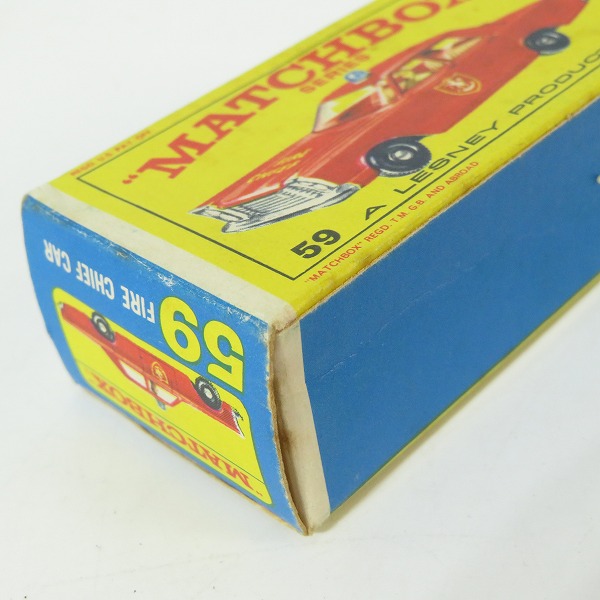 "MATCHBOX"
SERIES
59 A LESNEY PRODUC
"MATCHBOX" REGD. T.M. G.B. AND ABROAD
59
FIRE CHIEF CAR
"MATCHBOX